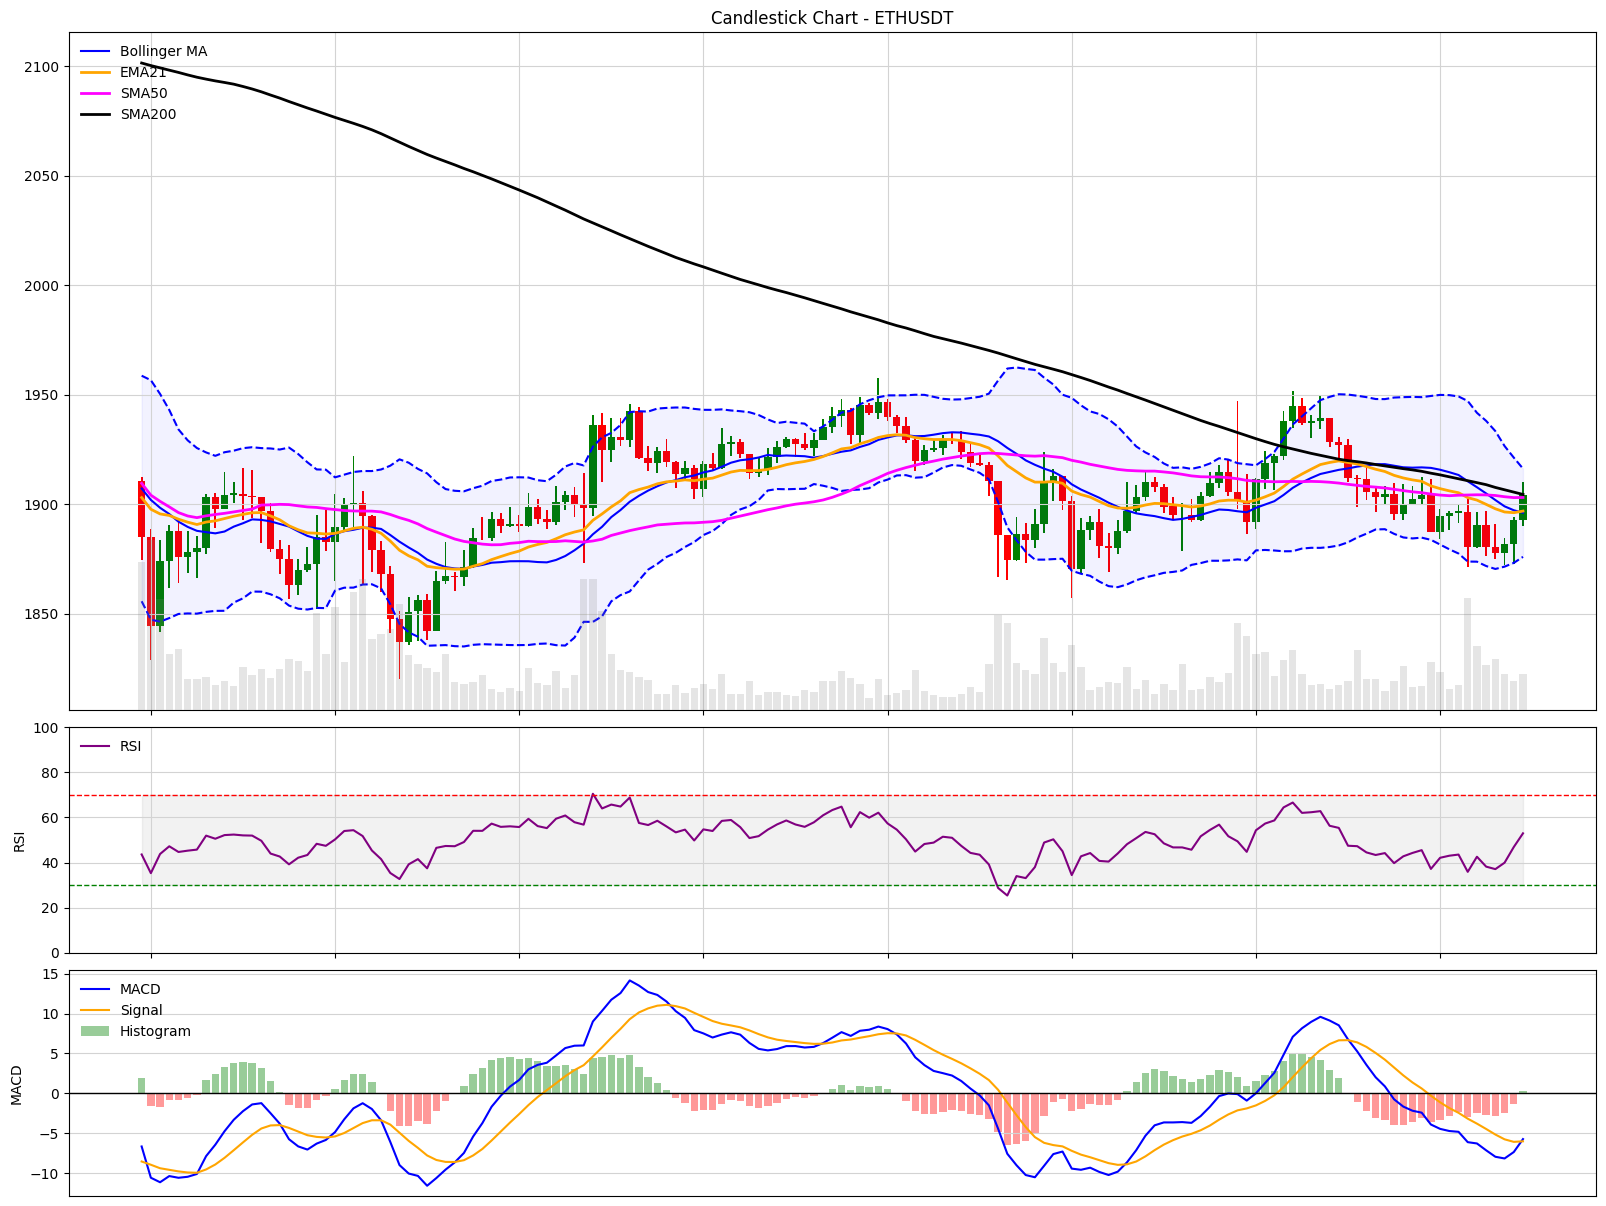 Candlestick Chart - ETHUSDT
Bollinger MA
EMA21
SMA50
SMA200
2100
2050
2000
1950
1900
1850
RSI
100
80
60
40
20
0
RSI
MACD
Signal
Histogram
15
10
5
0
−5
−10
MACD